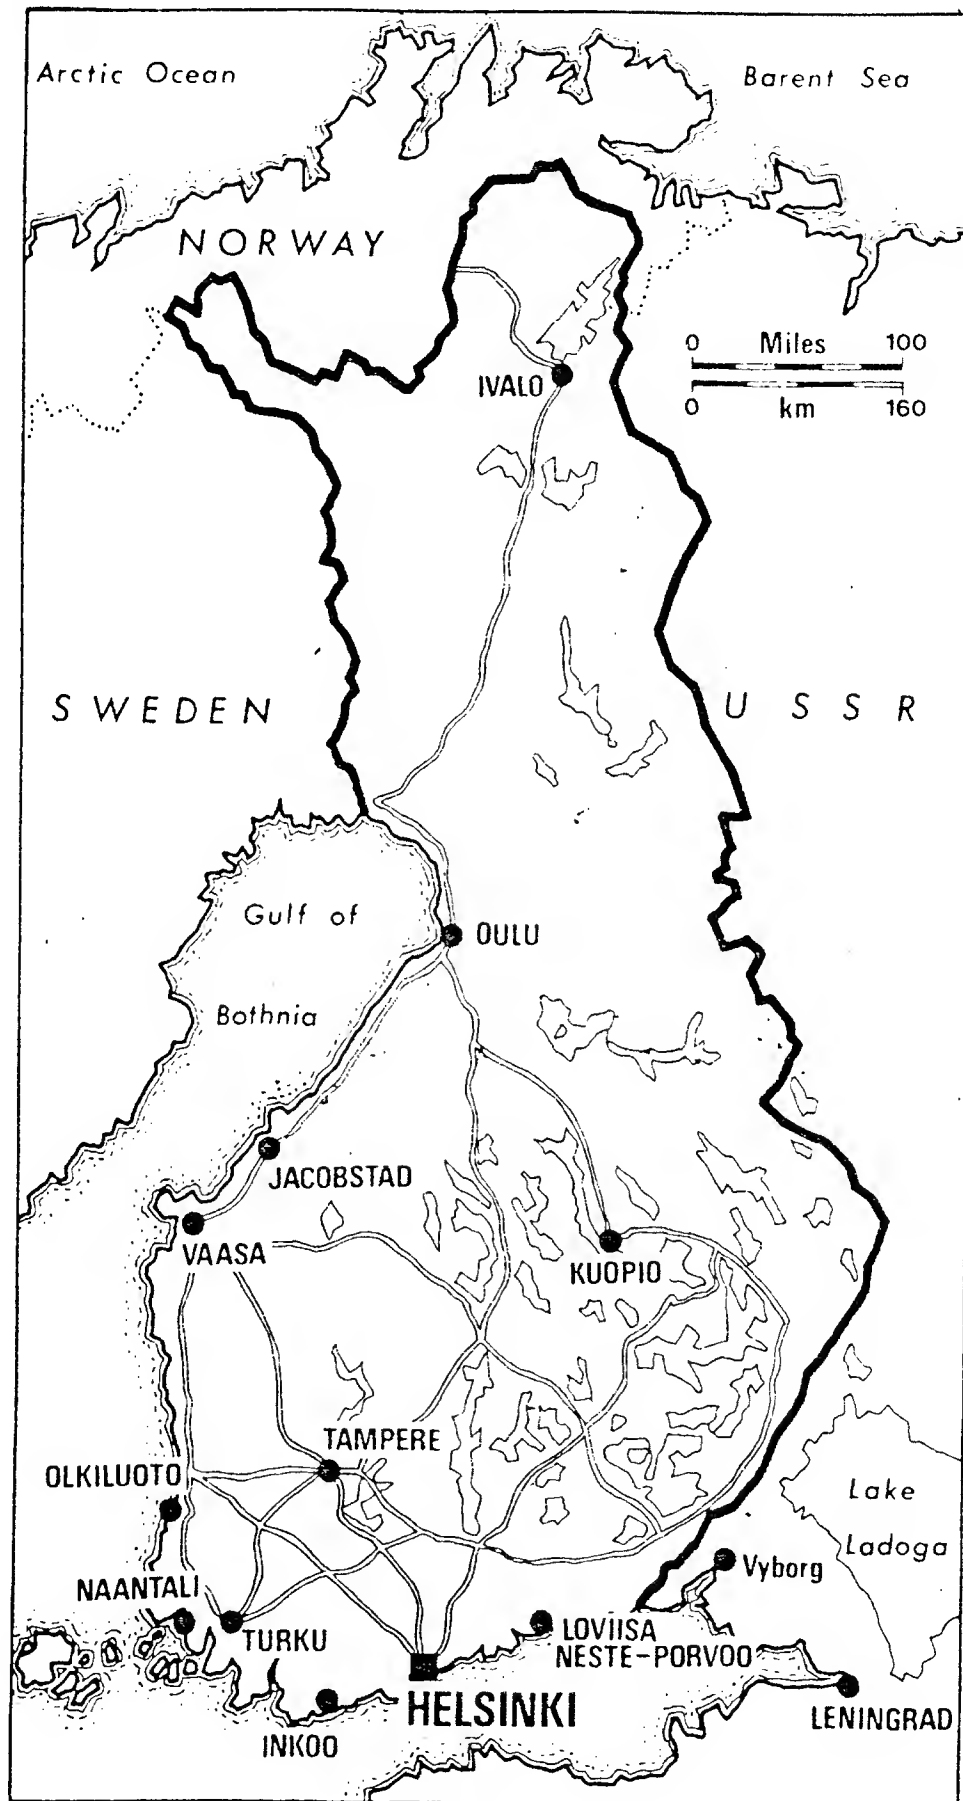 Arctic Ocean
Barent Sea
NORWAY
0 Miles 100
0 km 160
IVALO
SWEDEN
USSR
Gulf of
Bothnia
OULU
JACOBSTAD
VAASA
KUOPIO
TAMPERE
OLKILUOTO
Lake
Ladoga
Vyborg
NAANTALI
TURKU
LOVIISA
NESTE-PORVOO
HELSINKI
INKOO
LENINGRAD